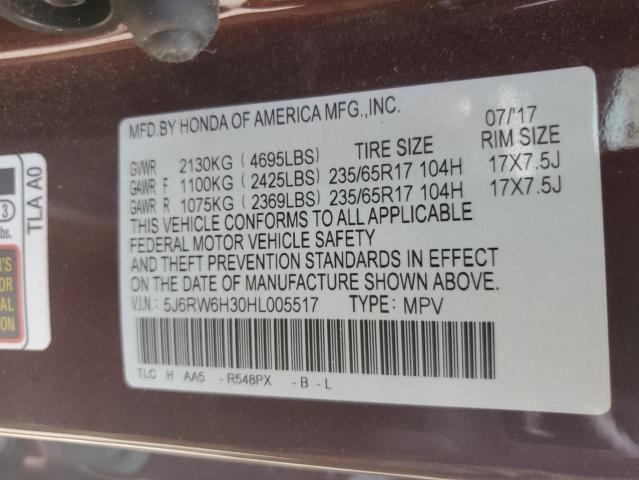 MFD.BY HONDA OF AMERICA MFG.,INC. 07/'17
TIRE SIZE RIM SIZE
GVWR 2130KG (4695LBS)
GAWR F 1100KG (2425LBS) 235/65R17 104H 17X7.5J
GAWR R 1075KG (2369LBS) 235/65R17 104H 17X7.5J
THIS VEHICLE CONFORMS TO ALL APPLICABLE
FEDERAL MOTOR VEHICLE SAFETY
AND THEFT PREVENTION STANDARDS IN EFFECT
ON THE DATE OF MANUFACTURE SHOWN ABOVE.
V.I.N.: 5J6RW6H30HL005517 TYPE: MPV
TLC H AA5 -R548PX -B-L
TLA A0
3
lbs.